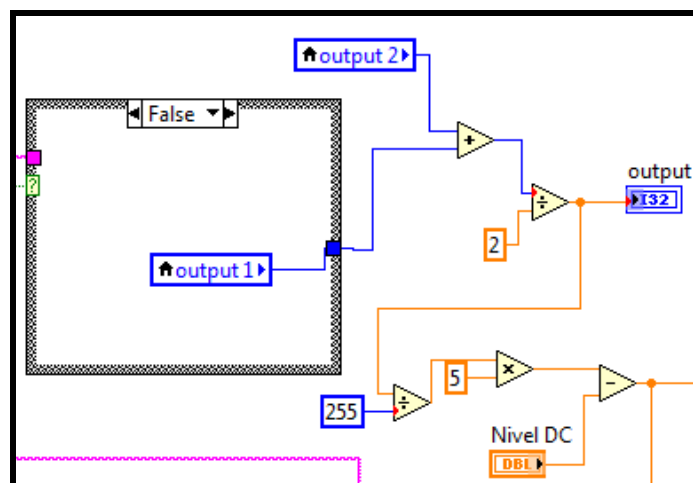 output 2
False
?
+
output
÷
I32
2
output 1
5
×
÷
-
255
Nivel DC
DBL